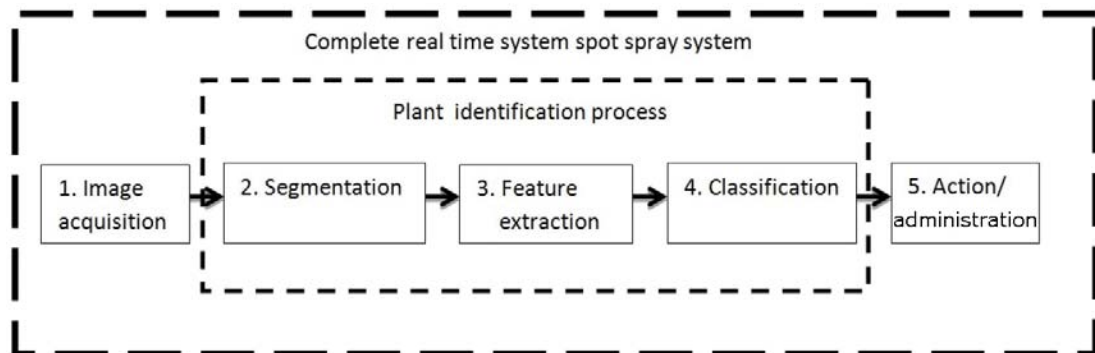 Complete real time system spot spray system
Plant identification process
1. Image
acquisition
2. Segmentation
3. Feature
extraction
4. Classification
5. Action/
administration